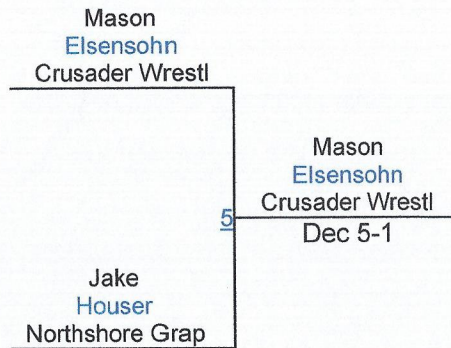 Mason
Elsensohn
Crusader Wrestl
Mason
Elsensohn
Crusader Wrestl
5
Dec 5-1
Jake
Houser
Northshore Grap